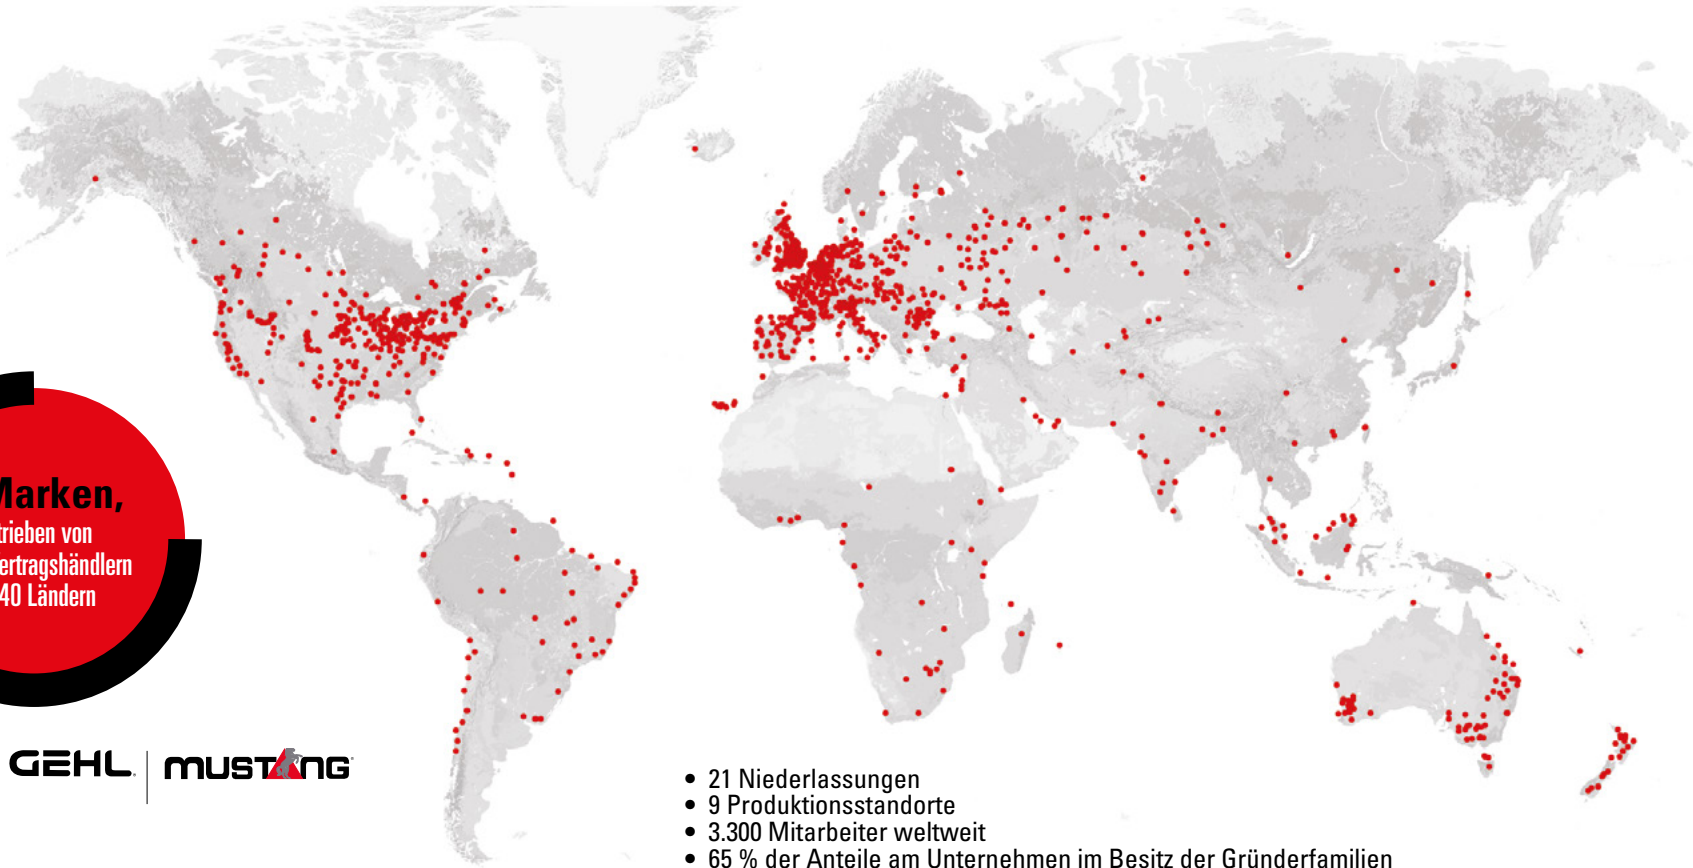 Marken,
trieben von
ertragshändlern
40 Ländern
GEHL
MUSTANG
• 21 Niederlassungen
• 9 Produktionsstandorte
• 3.300 Mitarbeiter weltweit
• 65 % der Anteile am Unternehmen im Besitz der Gründerfamilien